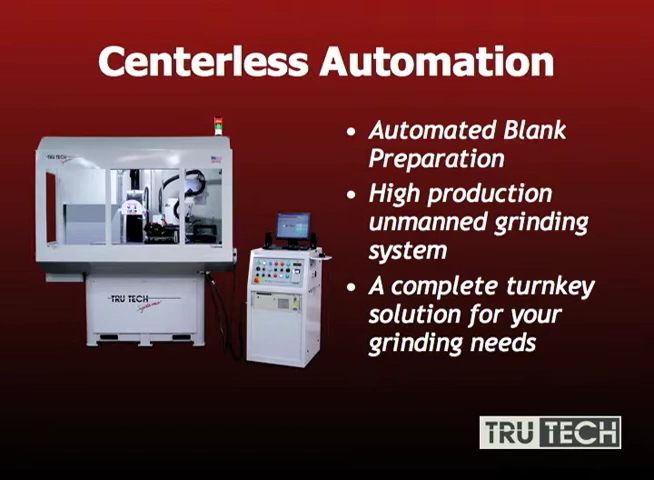 Centerless Automation
• Automated Blank
Preparation
• High production
unmanned grinding
system
• A complete turnkey
solution for your
grinding needs
TRU TECH
TRU TECH
systems
TRU TECH